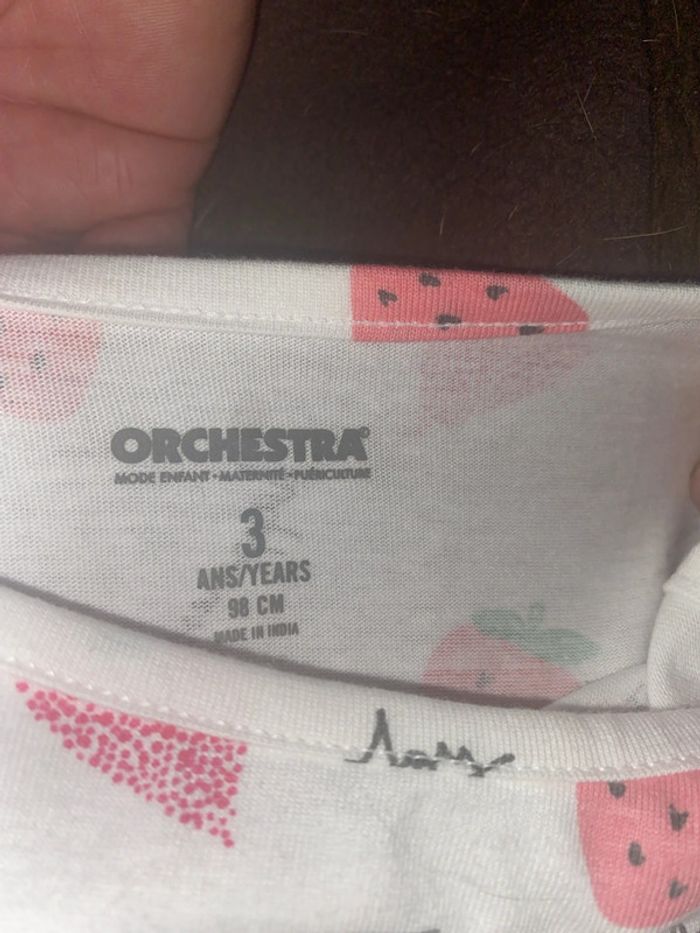 ORCHESTRA®
MODE ENFANT•MATERNITÉ•PUÉRICULTURE
3
ANS/YEARS
98 CM
MADE IN INDIA